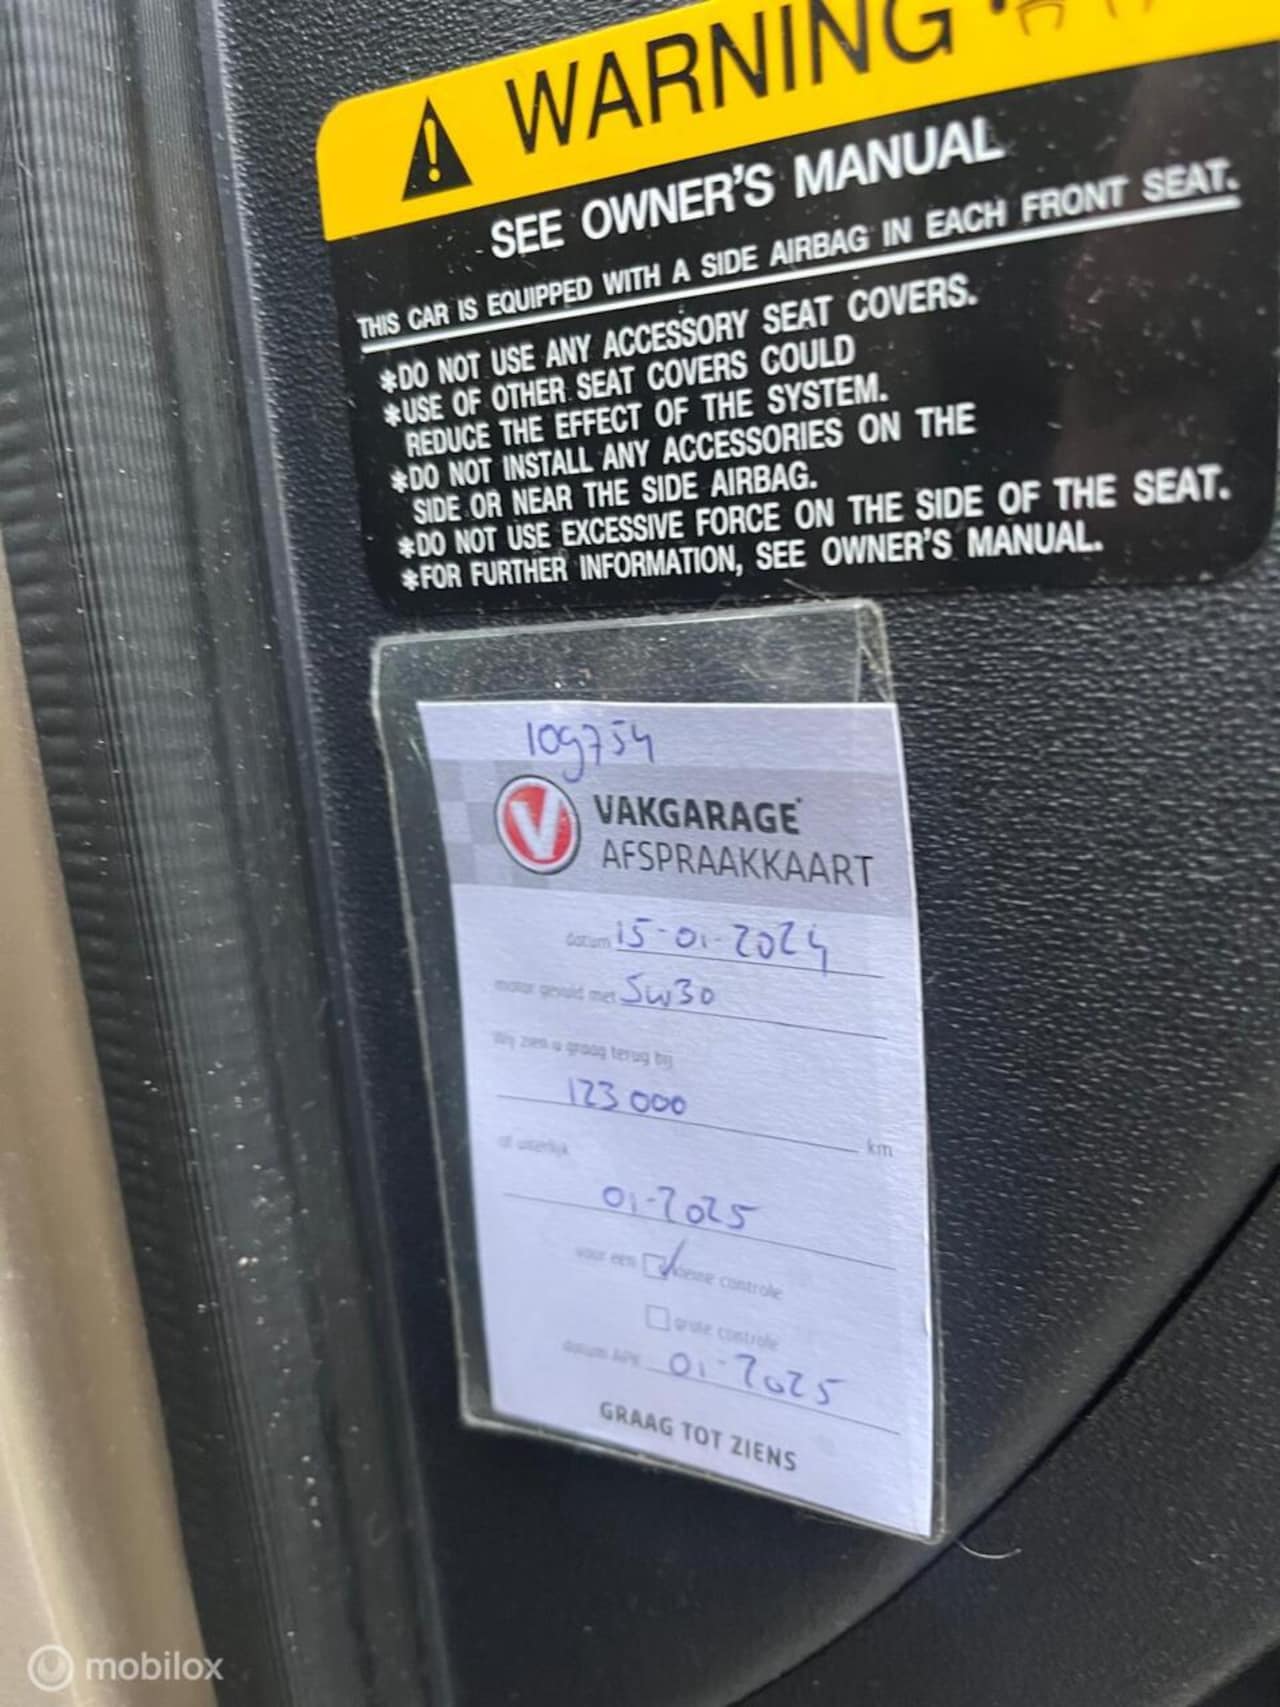 WARNING
SEE OWNER'S MANUAL
THIS CAR IS EQUIPPED WITH A SIDE AIRBAG IN EACH FRONT SEAT.
*DO NOT USE ANY ACCESSORY SEAT COVERS.
*USE OF OTHER SEAT COVERS COULD
REDUCE THE EFFECT OF THE SYSTEM.
*DO NOT INSTALL ANY ACCESSORIES ON THE
SIDE OR NEAR THE SIDE AIRBAG.
*DO NOT USE EXCESSIVE FORCE ON THE SIDE OF THE SEAT.
*FOR FURTHER INFORMATION, SEE OWNER'S MANUAL.
109754
V VAKGARAGE
AFSPRAAKKAART
datum 15-01-2024
motor gevuld met 5w30
Wij zien u graag terug bij
123 000
km
of uiterlijk
01-2025
voor een kleine controle
grote controle
datum APK 01-2025
GRAAG TOT ZIENS
mobilox